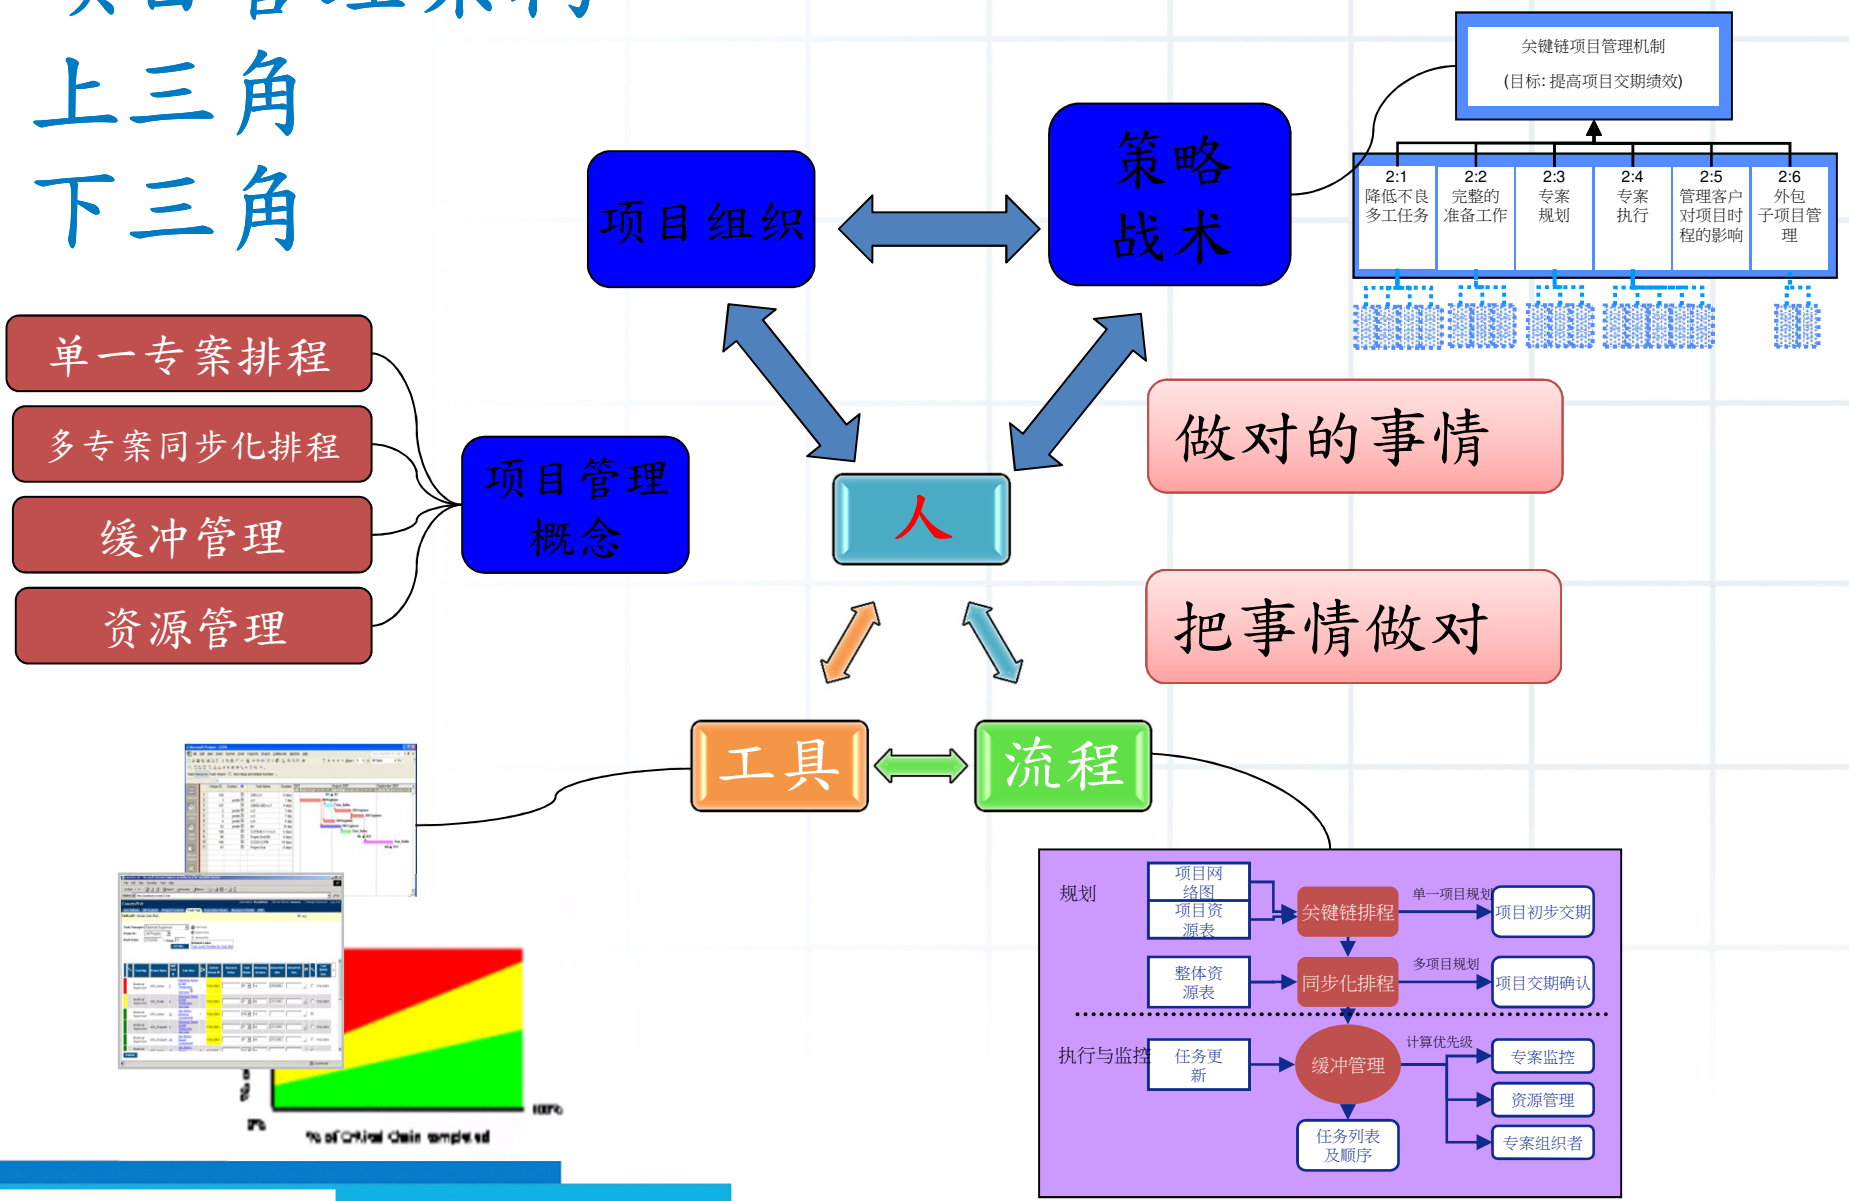 项目管理架构
上三角
下三角
关键链项目管理机制
(目标: 提高项目交期绩效)
2:1
降低不良
多工任务
2:2
完整的
准备工作
2:3
专案
规划
2:4
专案
执行
2:5
管理客户
对项目时
程的影响
2:6
外包
子项目管
理
项目组织
策略
战术
单一专案排程
多专案同步化排程
缓冲管理
资源管理
项目管理
概念
人
做对的事情
把事情做对
工具
流程
规划
项目网
络图
项目资
源表
关键链排程
单一项目规划
项目初步交期
整体资
源表
同步化排程
多项目规划
项目交期确认
执行与监控
任务更
新
缓冲管理
计算优先级
专案监控
资源管理
专案组织者
任务列表
及顺序
0%
100%
% of Critical Chain completed